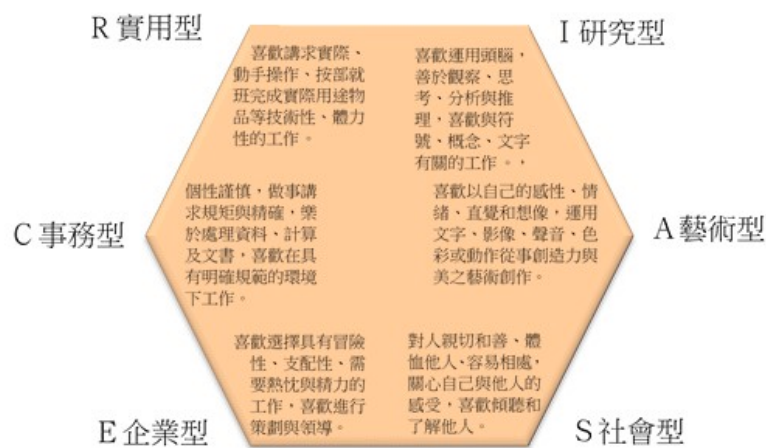 R 實用型
I 研究型
喜歡講求實際、
動手操作、按部就
班完成實際用途物
品等技術性、體力
性的工作。
喜歡運用頭腦，
善於觀察、思
考、分析與推
理，喜歡與符
號、概念、文字
有關的工作。，
C 事務型
個性謹慎，做事講
求規矩與精確，樂
於處理資料、計算
及文書，喜歡在具
有明確規範的環境
下工作。
喜歡以自己的感性、情
緒、直覺和想像，運用
文字、影像、聲音、色
彩或動作從事創造力與
美之藝術創作。
A 藝術型
喜歡選擇具有冒險
性、支配性、需
要熱忱與精力的
工作，喜歡進行
策劃與領導。
對人親切和善、體
恤他人、容易相處，
關心自己與他人的
感受，喜歡傾聽和
了解他人。
E 企業型
S 社會型